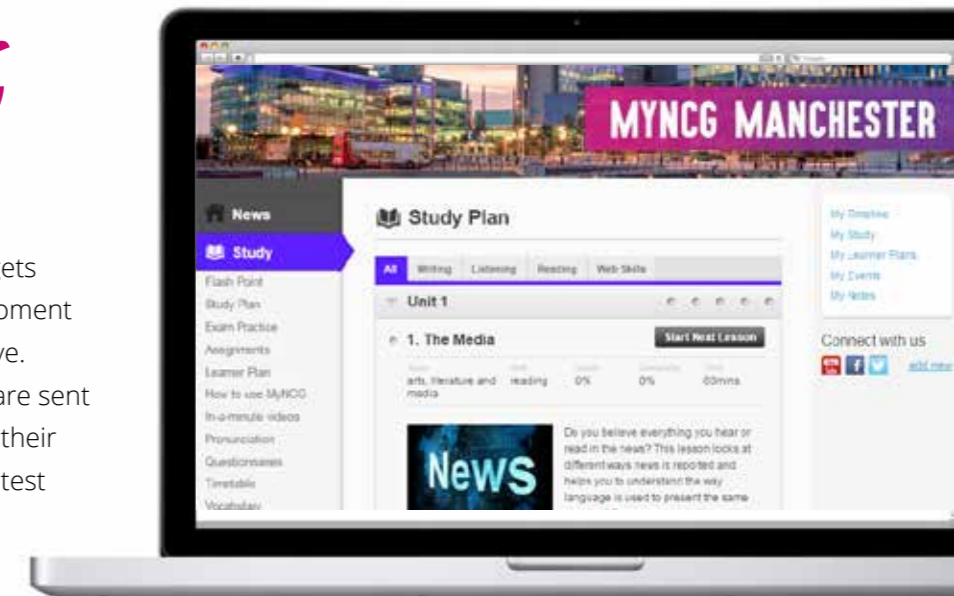 gets
oment
ve.
are sent
their
test
MYNCG MANCHESTER
News
Study
Flash Point
Study Plan
Exam Practice
Assignments
Learner Plan
How to use MyNCG
In-a-minute videos
Pronunciation
Questionnaires
Timetable
Vocabulary
Study Plan
All Writing Listening Reading Web Skills
Unit 1
1. The Media
Start Next Lesson
arts, literature and reading 0% 0% 60mins
media
News
Do you believe everything you hear or
read in the news? This lesson looks at
different ways news is reported and
helps you to understand the way
language is used to present the same
My Timeline
My Study
My Learner Plans
My Events
My Notes
Connect with us
add new